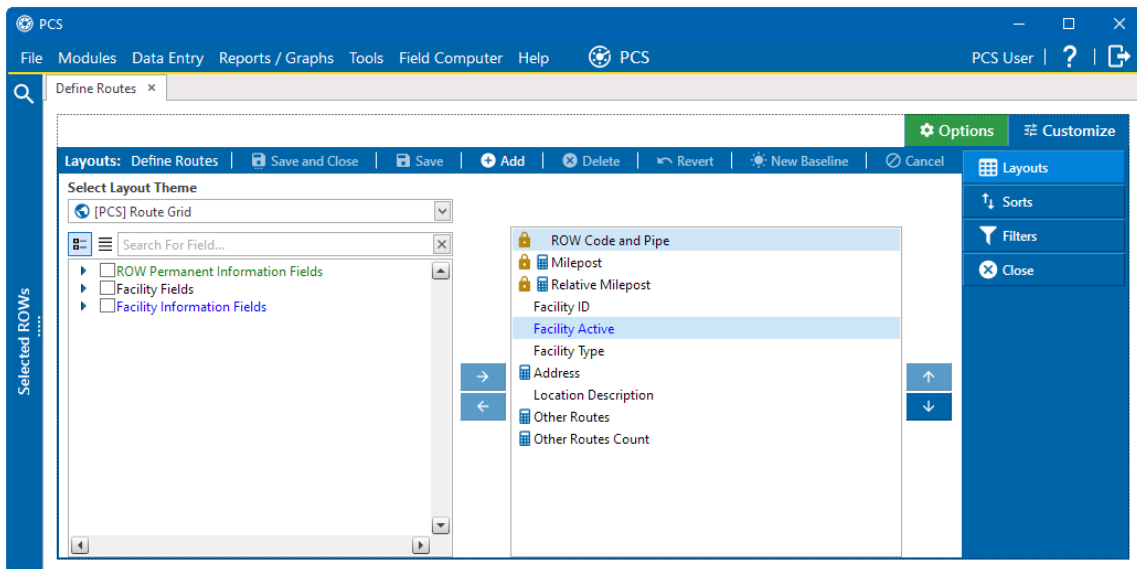 PCS
File Modules Data Entry Reports / Graphs Tools Field Computer Help PCS PCS User | ? |
Define Routes ×
Options Customize
Layouts: Define Routes | Save and Close | Save | Add | Delete | Revert | New Baseline | Cancel
Layouts
Sorts
Filters
Close
Select Layout Theme
[PCS] Route Grid
Search For Field...
ROW Permanent Information Fields
Facility Fields
Facility Information Fields
ROW Code and Pipe
Milepost
Relative Milepost
Facility ID
Facility Active
Facility Type
Address
Location Description
Other Routes
Other Routes Count
Selected ROWs